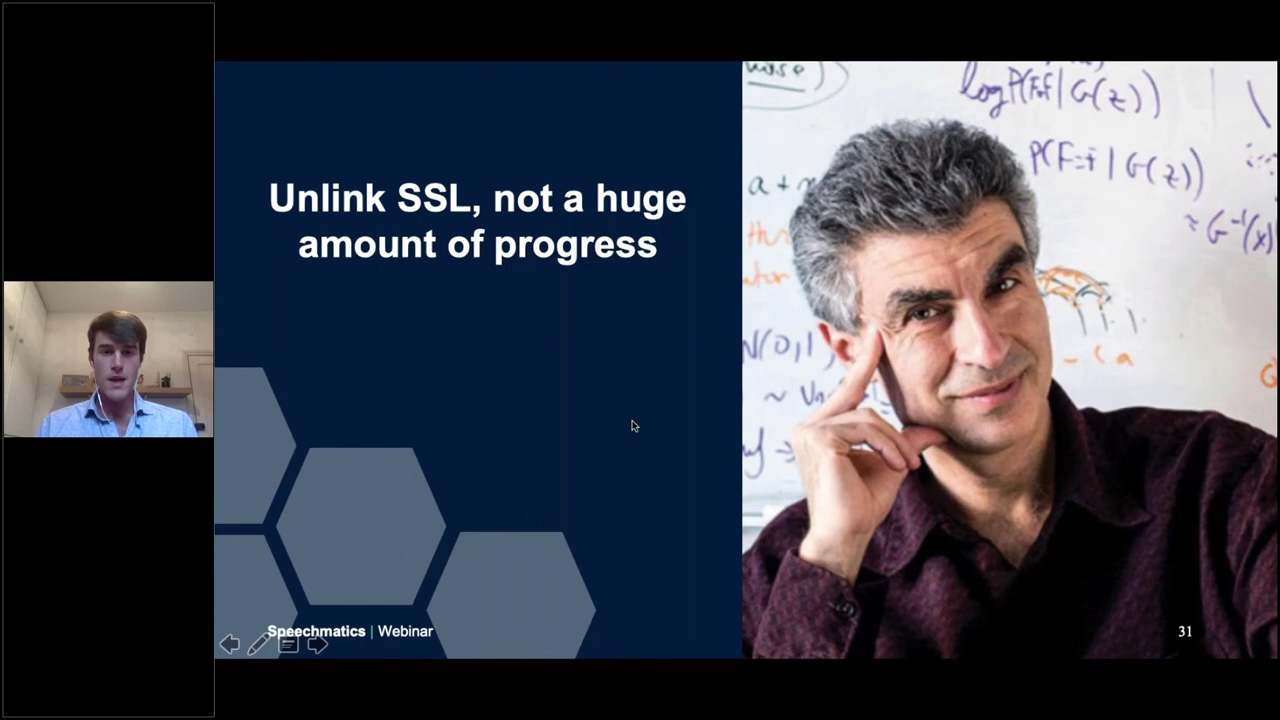 Unlink SSL, not a huge
amount of progress
log P(F=f | G(z))
P(F=f | G(z))
≈ G⁻¹(x)
a +
N(0,1)
Speechmatics | Webinar
31